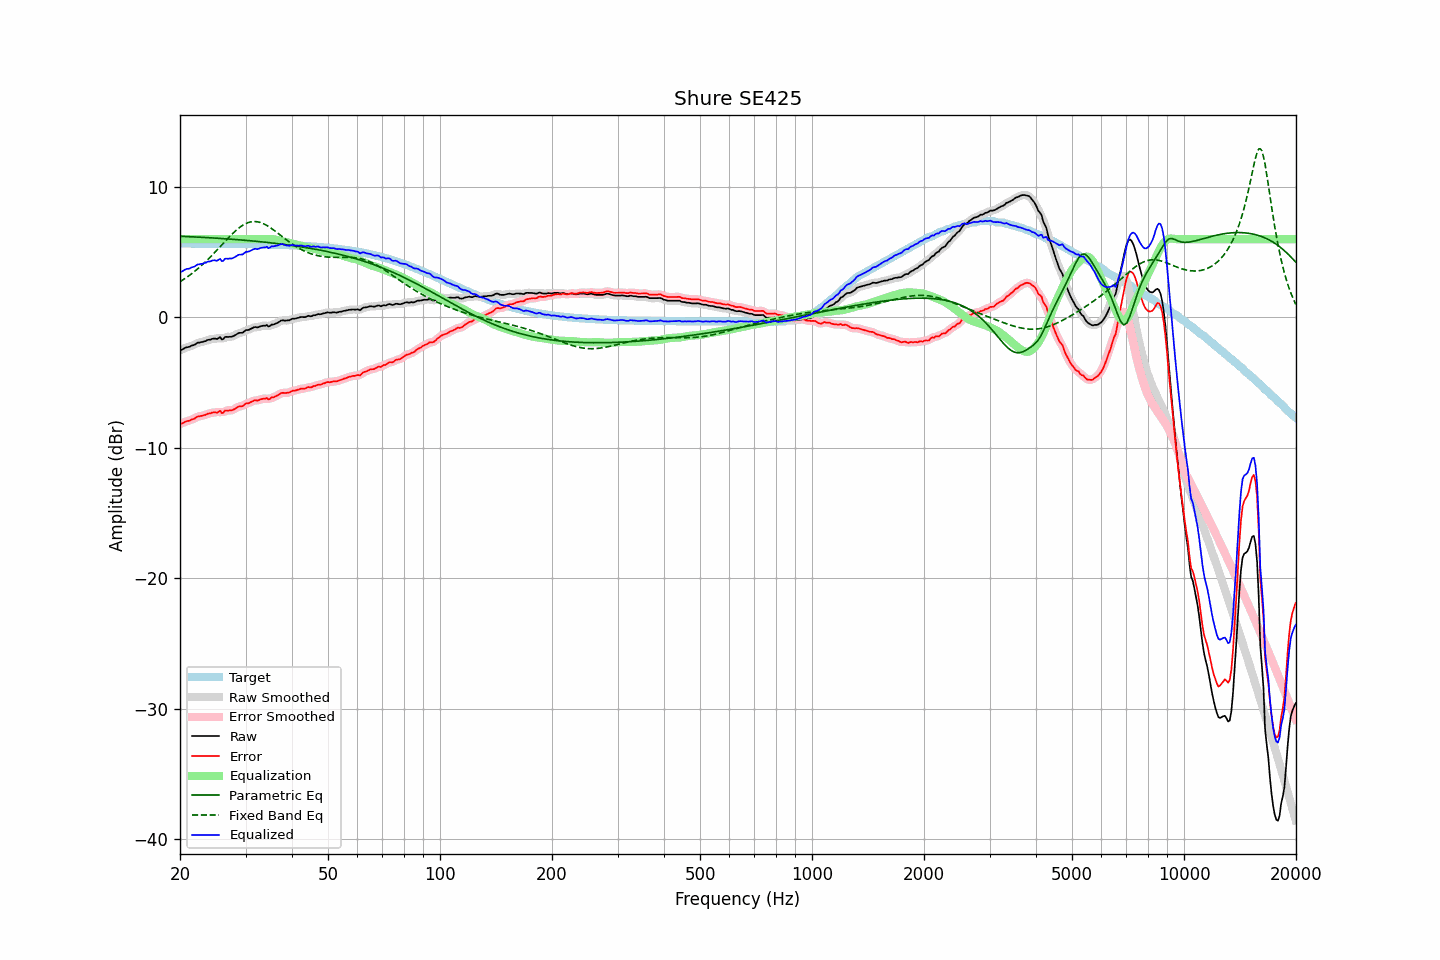 Shure SE425
Amplitude (dBr)
10
0
−10
−20
−30
−40
Target
Raw Smoothed
Error Smoothed
Raw
Error
Equalization
Parametric Eq
Fixed Band Eq
Equalized
20 50 100 200 500 1000 2000 5000 10000 20000
Frequency (Hz)